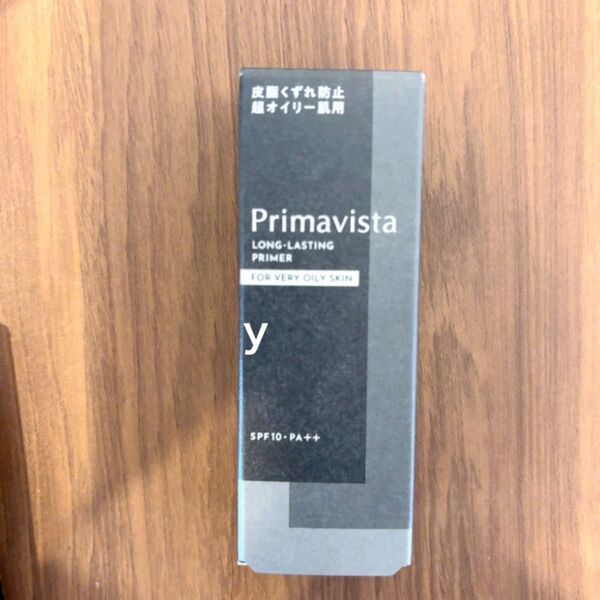 皮脂くずれ防止
超オイリー肌用
Primavista
LONG-LASTING
PRIMER
FOR VERY OILY SKIN
y
SPF10・PA++